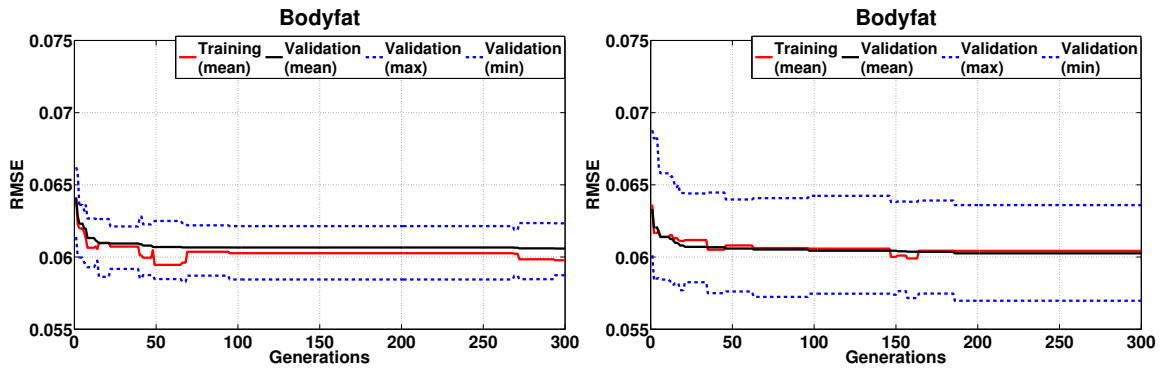 Bodyfat
0.075
0.07
0.065
0.06
0.055
RMSE
Training (mean)
Validation (mean)
Validation (max)
Validation (min)
0 50 100 150 200 250 300
Generations
Bodyfat
0.075
0.07
0.065
0.06
0.055
RMSE
Training (mean)
Validation (mean)
Validation (max)
Validation (min)
0 50 100 150 200 250 300
Generations